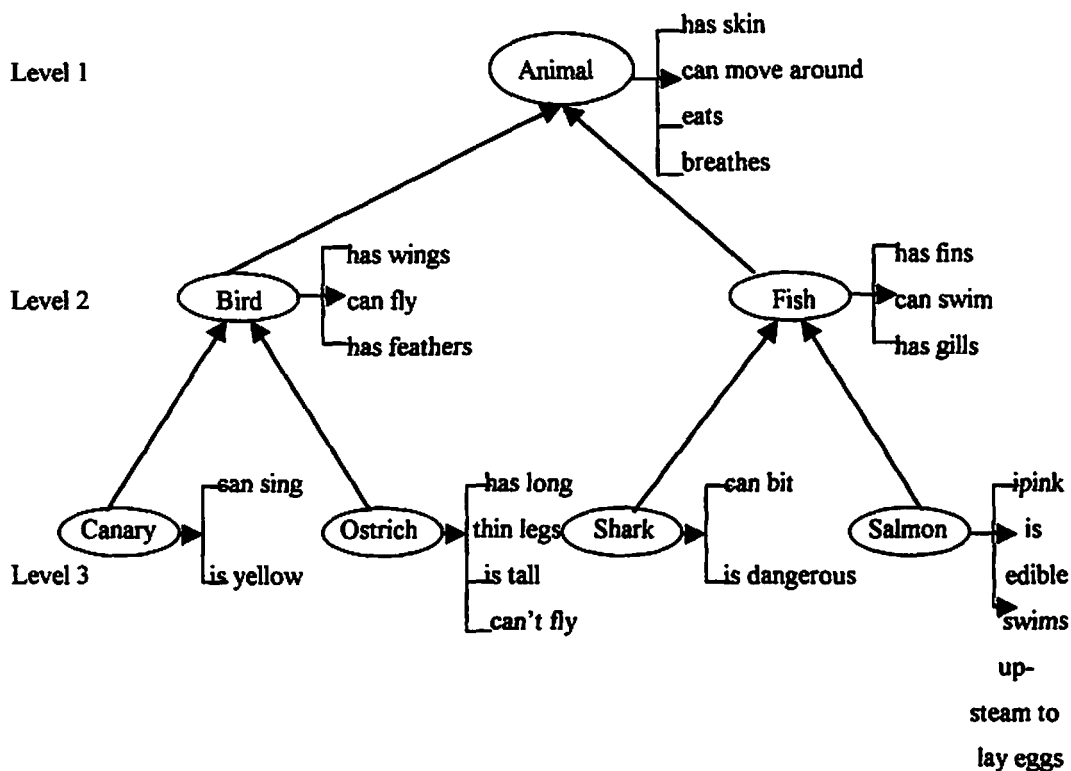 has skin
Level 1
Animal
can move around
eats
breathes
has wings
has fins
Level 2
Bird
can fly
Fish
can swim
has feathers
has gills
can sing
has long
can bit
ipink
Canary
Ostrich
thin legs
Shark
Salmon
is
Level 3
is yellow
is tall
is dangerous
edible
can't fly
swims
up-
steam to
lay eggs